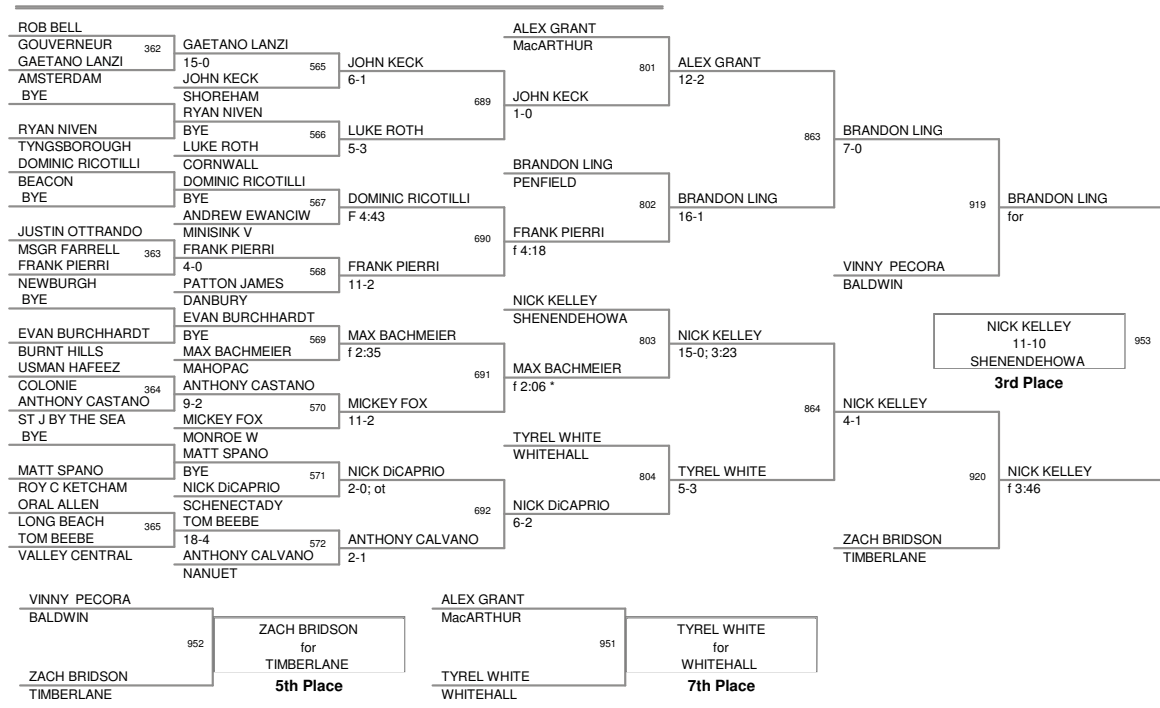 ROB BELL
GOUVERNEUR
362
GAETANO LANZI
AMSTERDAM
BYE
RYAN NIVEN
TYNGSBOROUGH
DOMINIC RICOTILLI
BEACON
BYE
JUSTIN OTTRANDO
MSGR FARRELL
363
FRANK PIERRI
NEWBURGH
BYE
EVAN BURCHHARDT
BURNT HILLS
USMAN HAFEEZ
COLONIE
364
ANTHONY CASTANO
ST J BY THE SEA
BYE
MATT SPANO
ROY C KETCHAM
ORAL ALLEN
LONG BEACH
365
TOM BEEBE
VALLEY CENTRAL
GAETANO LANZI
15-0
565
JOHN KECK
SHOREHAM
RYAN NIVEN
BYE
566
LUKE ROTH
CORNWALL
DOMINIC RICOTILLI
BYE
567
ANDREW EWANCIW
MINISINK V
FRANK PIERRI
4-0
568
PATTON JAMES
DANBURY
EVAN BURCHHARDT
BYE
569
MAX BACHMEIER
MAHOPAC
ANTHONY CASTANO
9-2
570
MICKEY FOX
MONROE W
MATT SPANO
BYE
571
NICK DiCAPRIO
SCHENECTADY
TOM BEEBE
18-4
572
ANTHONY CALVANO
NANUET
JOHN KECK
6-1
689
LUKE ROTH
5-3
DOMINIC RICOTILLI
F 4:43
690
FRANK PIERRI
11-2
MAX BACHMEIER
f 2:35
691
MICKEY FOX
11-2
NICK DiCAPRIO
2-0; ot
692
ANTHONY CALVANO
2-1
ALEX GRANT
MacARTHUR
801
JOHN KECK
1-0
BRANDON LING
PENFIELD
802
FRANK PIERRI
f 4:18
NICK KELLEY
SHENENDEHOWA
803
MAX BACHMEIER
f 2:06 *
TYREL WHITE
WHITEHALL
804
NICK DiCAPRIO
6-2
ALEX GRANT
12-2
863
BRANDON LING
16-1
NICK KELLEY
15-0; 3:23
864
TYREL WHITE
5-3
BRANDON LING
7-0
919
VINNY PECORA
BALDWIN
NICK KELLEY
4-1
920
ZACH BRIDSON
TIMBERLANE
BRANDON LING
for
NICK KELLEY
11-10
SHENENDEHOWA
953
3rd Place
NICK KELLEY
f 3:46
VINNY PECORA
BALDWIN
952
ZACH BRIDSON
TIMBERLANE
ZACH BRIDSON
for
TIMBERLANE
5th Place
ALEX GRANT
MacARTHUR
951
TYREL WHITE
WHITEHALL
TYREL WHITE
for
WHITEHALL
7th Place